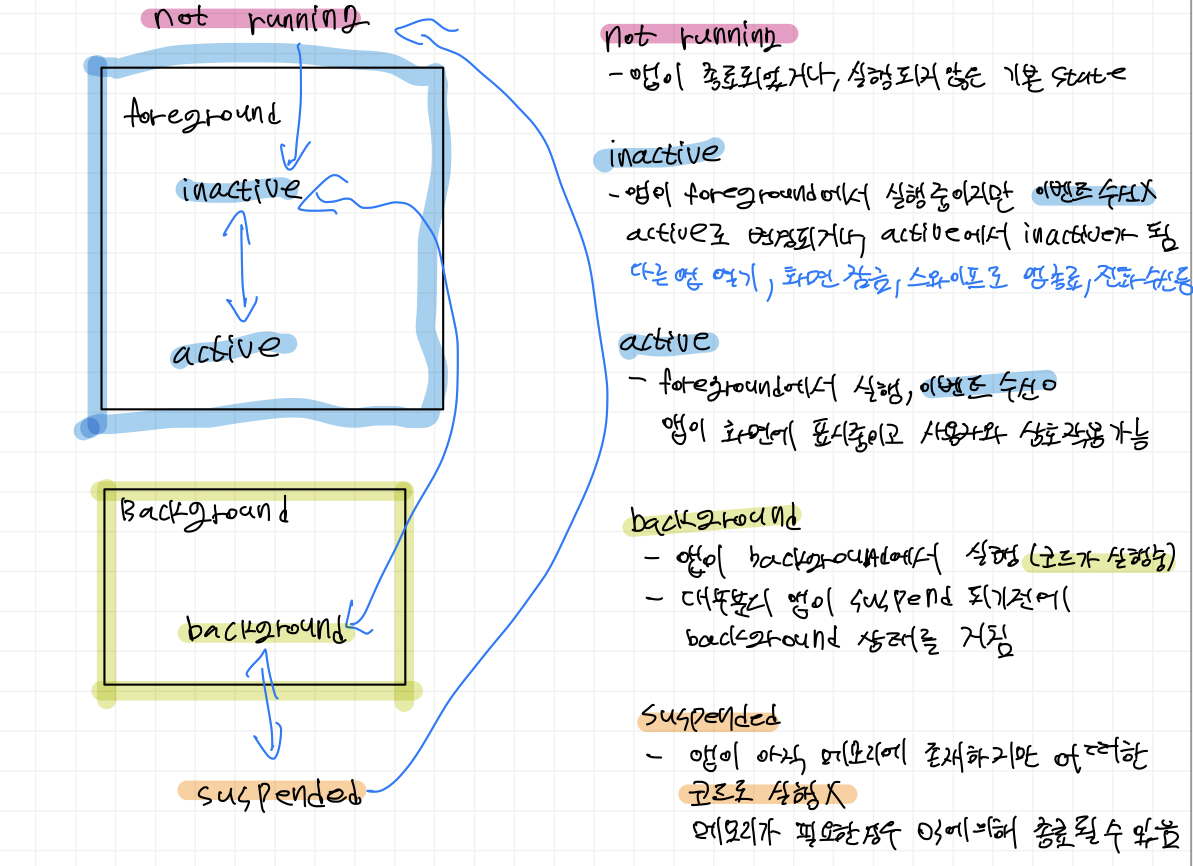 not running
foreground
inactive
active
Background
background
suspended
not running
- 앱이 종료되었거나, 실행되지 않은 기본 state
inactive
- 앱이 foreground에서 실행중이지만 이벤트 수신X
active로 변경되거나, active에서 inactive가 됨
다른 앱 열기, 화면 잠금, 스와이프로 앱종료, 전화수신등
active
- foreground에서 실행, 이벤트 수신O
앱이 화면에 표시중이고 사용자와 상호작용가능
background
- 앱이 background에서 실행 (코드가 실행중)
- 대부분의 앱이 suspend 되기전에
background 상태를 거침
suspended
- 앱이 아직 메모리에 존재하지만 어떠한
코드로 실행X
메모리가 필요한경우 OS에 의해 종료될 수 있음